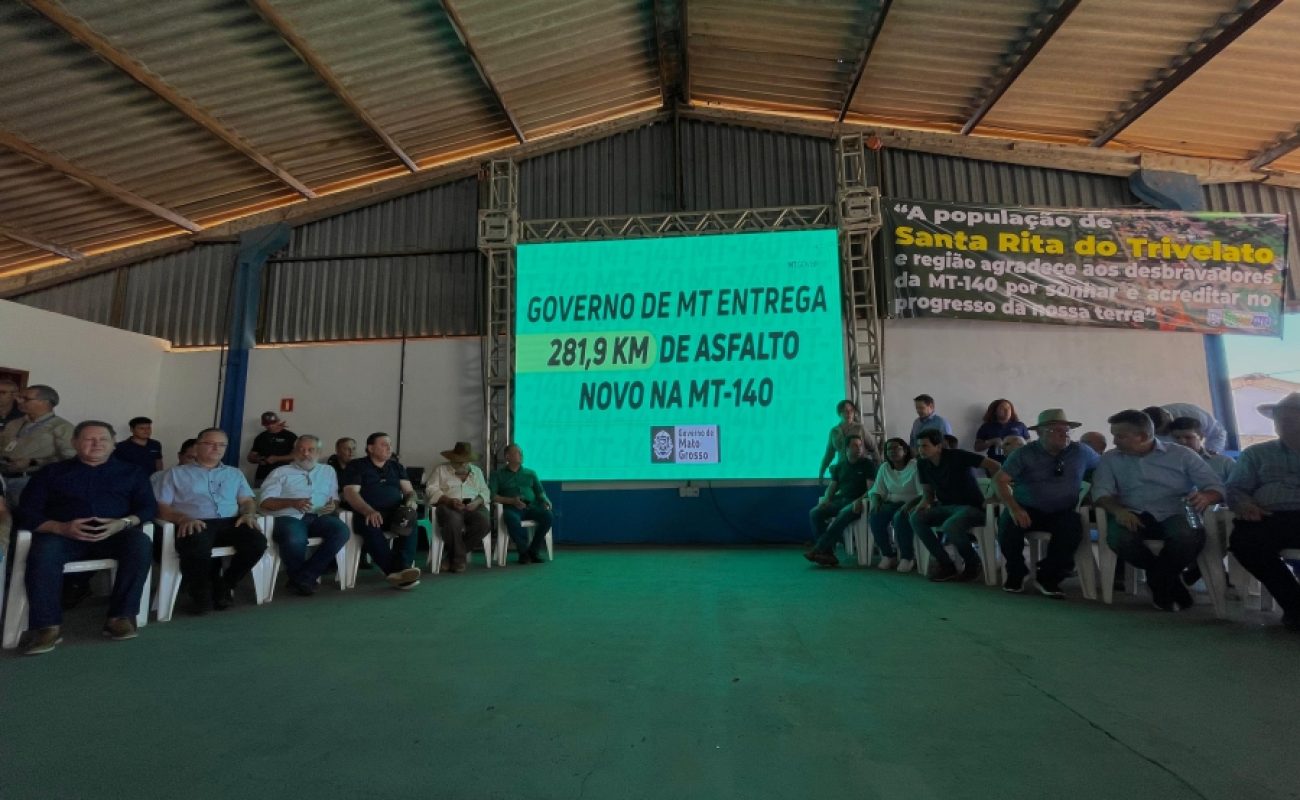 GOVERNO DE MT ENTREGA
281,9 KM DE ASFALTO
NOVO NA MT-140
Governo de
Mato
Grosso
“A população de
Santa Rita do Trivelato
e região agradece aos desbravadores
da MT-140 por sonhar e acreditar no
progresso da nossa terra”